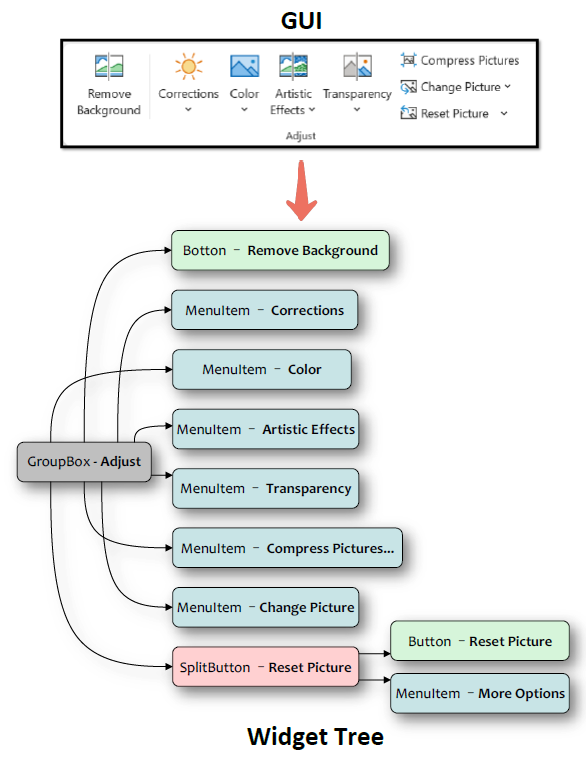 GUI
Remove
Background
Corrections
Color
Artistic
Effects
Transparency
Compress Pictures
Change Picture
Reset Picture
Adjust
Botton - Remove Background
MenuItem - Corrections
MenuItem - Color
MenuItem - Artistic Effects
GroupBox - Adjust
MenuItem - Transparency
MenuItem - Compress Pictures...
MenuItem - Change Picture
Button - Reset Picture
SplitButton - Reset Picture
MenuItem - More Options
Widget Tree